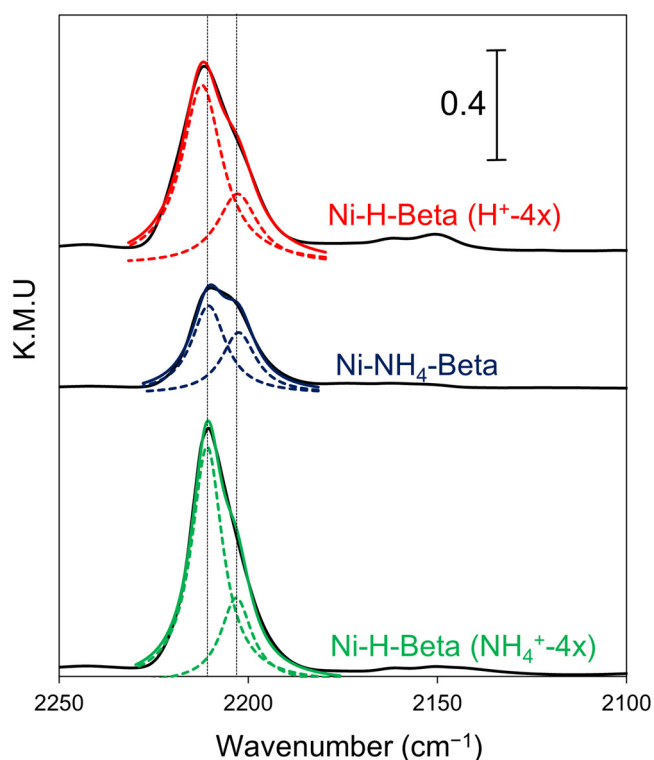 0.4
Ni-H-Beta (H⁺-4x)
K.M.U
Ni-NH₄-Beta
Ni-H-Beta (NH₄⁺-4x)
2250 2200 2150 2100
Wavenumber (cm⁻¹)